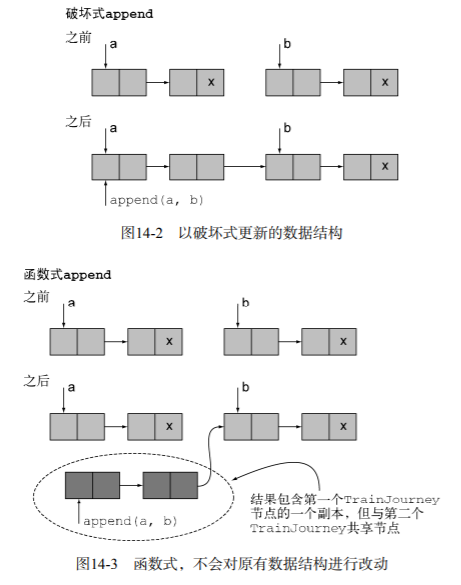 破坏式append
之前
a
b
x
x
之后
a
b
x
append(a, b)
图14-2 以破坏式更新的数据结构
函数式append
之前
a
b
x
x
之后
a
b
x
x
append(a, b)
结果包含第一个TrainJourney
节点的一个副本，但与第二个
TrainJourney共享节点
图14-3 函数式，不会对原有数据结构进行改动